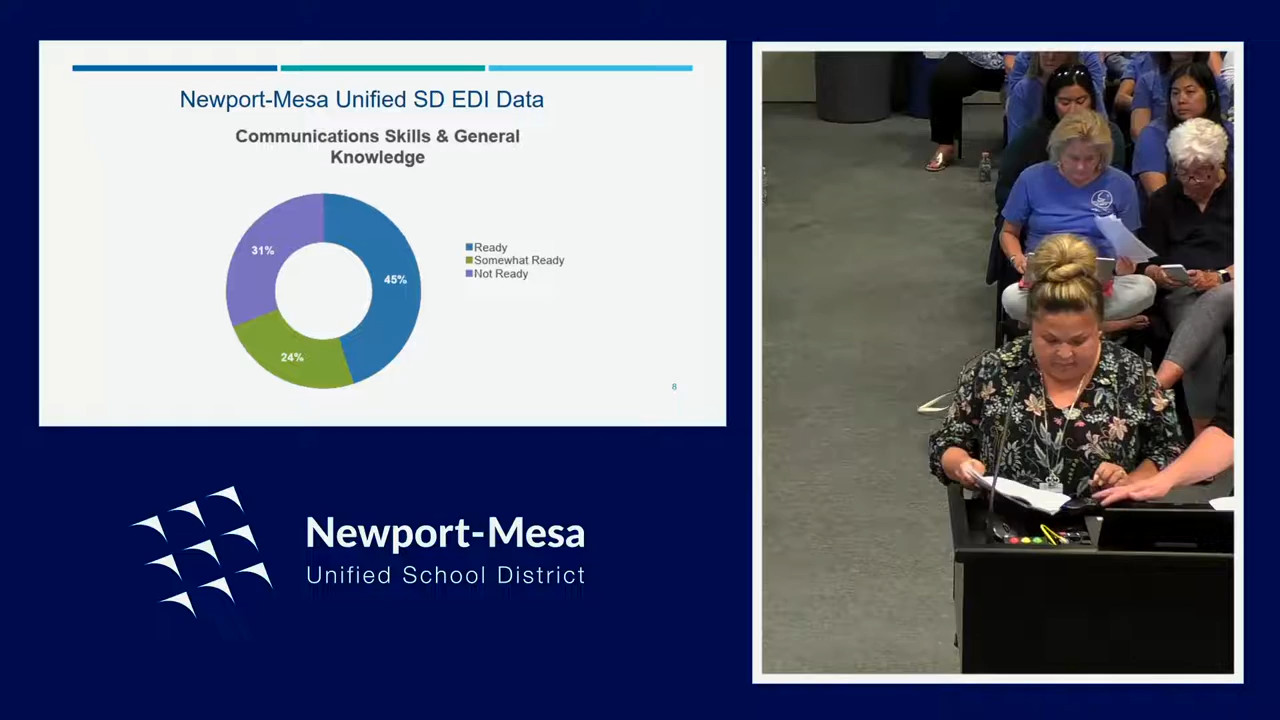 Newport-Mesa Unified SD EDI Data
Communications Skills & General
Knowledge
31%
45%
24%
Ready
Somewhat Ready
Not Ready
8
Newport-Mesa
Unified School District